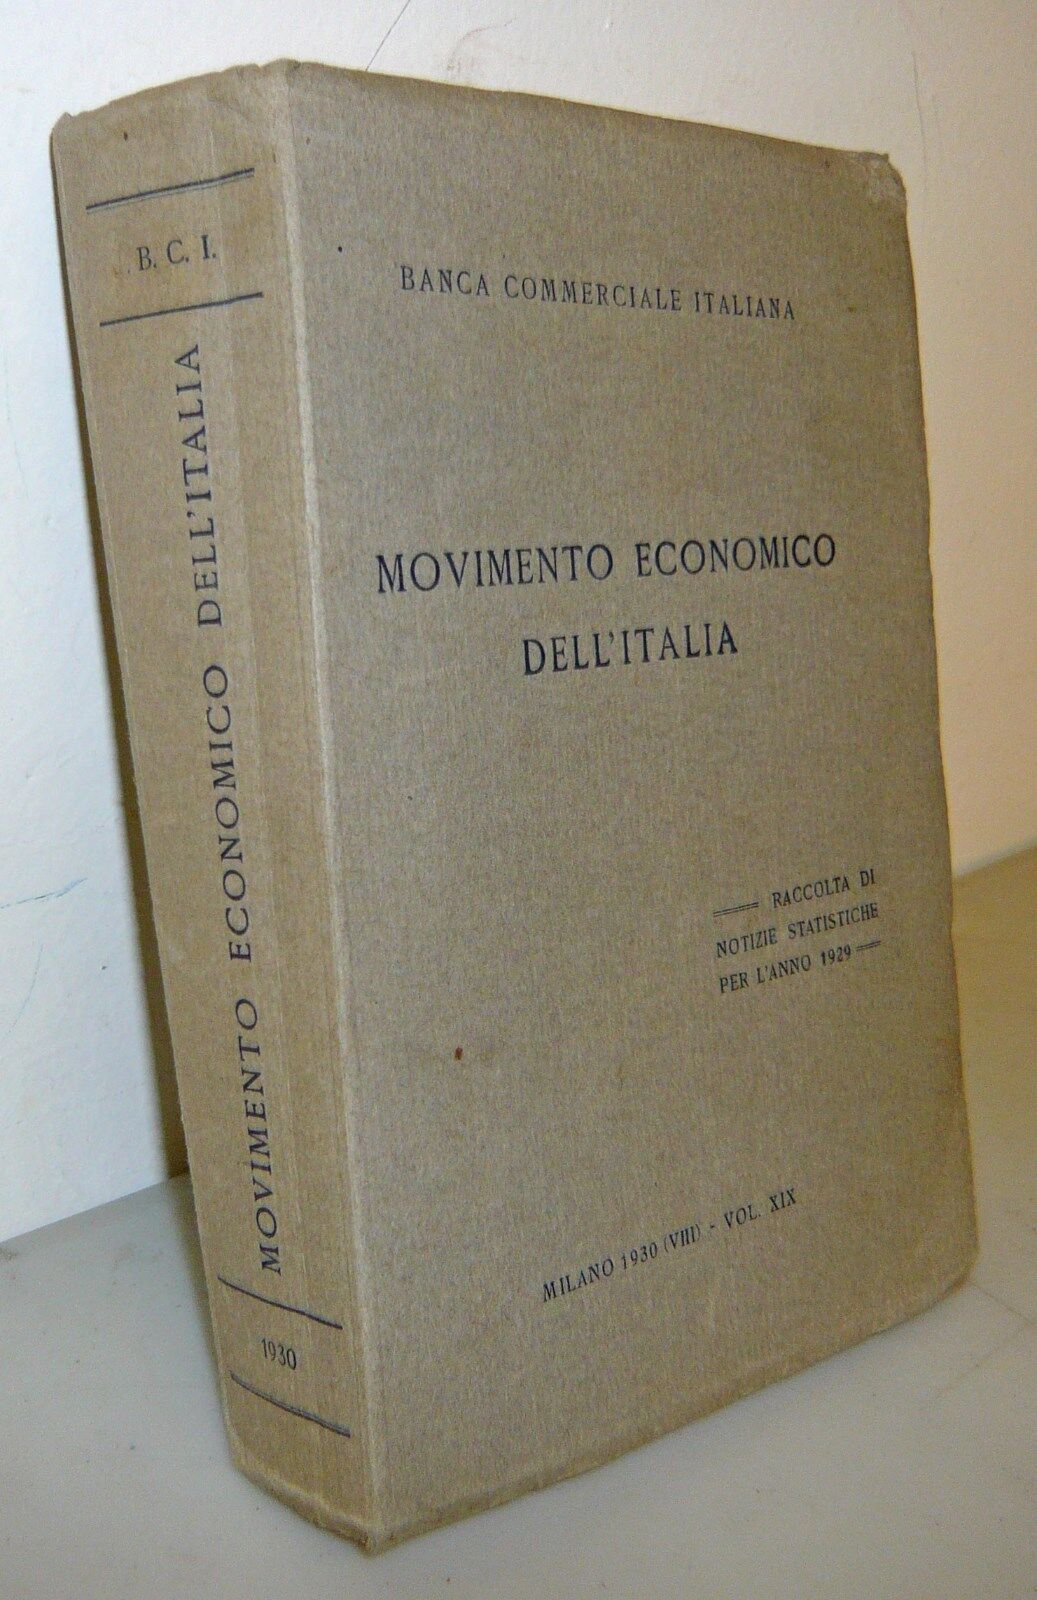 B. C. I.
MOVIMENTO ECONOMICO DELL'ITALIA
1930
BANCA COMMERCIALE ITALIANA
MOVIMENTO ECONOMICO
DELL'ITALIA
RACCOLTA DI
NOTIZIE STATISTICHE
PER L'ANNO 1929
MILANO 1930 (VIII) - VOL. XIX